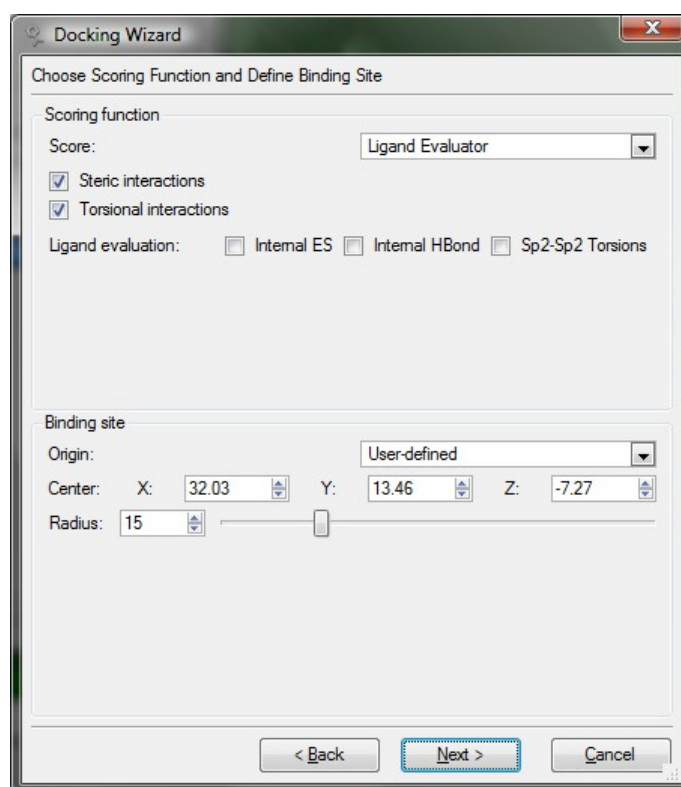 Docking Wizard
Choose Scoring Function and Define Binding Site
Scoring function
Score: Ligand Evaluator
Steric interactions
Torsional interactions
Ligand evaluation: Internal ES Internal HBond Sp2-Sp2 Torsions
Binding site
Origin: User-defined
Center: X: 32.03 Y: 13.46 Z: -7.27
Radius: 15
< Back Next > Cancel